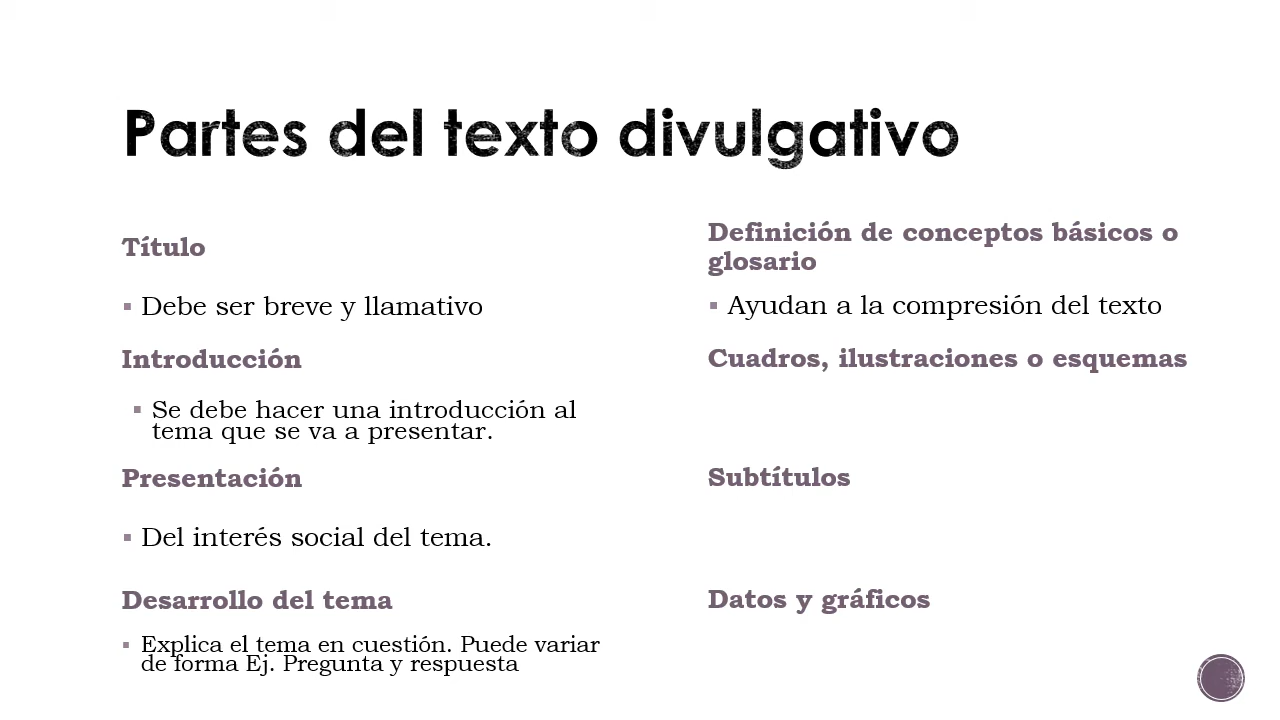 Partes del texto divulgativo
Título
▪ Debe ser breve y llamativo
Introducción
▪ Se debe hacer una introducción al
tema que se va a presentar.
Presentación
▪ Del interés social del tema.
Desarrollo del tema
▪ Explica el tema en cuestión. Puede variar
de forma Ej. Pregunta y respuesta
Definición de conceptos básicos o
glosario
▪ Ayudan a la compresión del texto
Cuadros, ilustraciones o esquemas
Subtítulos
Datos y gráficos